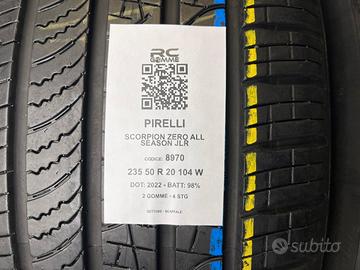 RC
GOMME
PIRELLI
SCORPION ZERO ALL
SEASON JLR
CODICE: 8970
235 50 R 20 104 W
DOT: 2022 - BATT: 98%
2 GOMME - 4 STG
subito